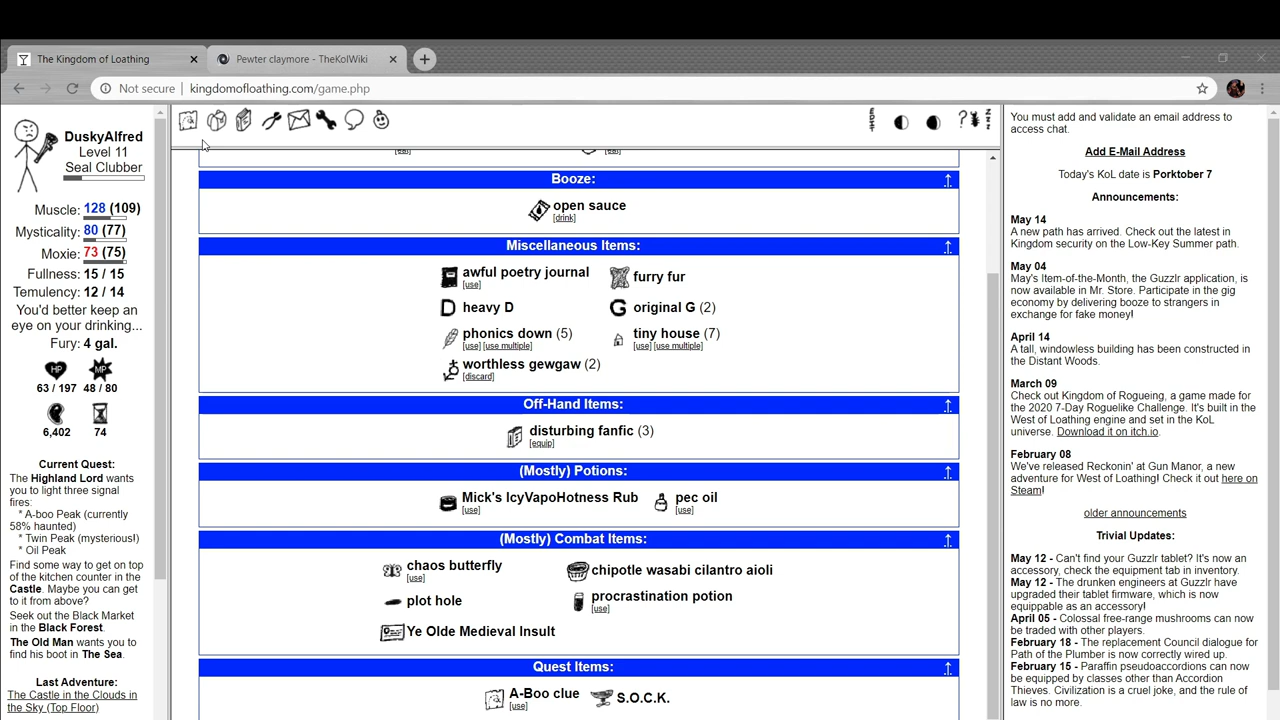 The Kingdom of Loathing
Pewter claymore - TheKolWiki
Not secure
kingdomofloathing.com/game.php
DuskyAlfred
Level 11
Seal Clubber
Muscle: 128 (109)
Mysticality: 80 (77)
Moxie: 73 (75)
Fullness: 15 / 15
Temulency: 12 / 14
You'd better keep an
eye on your drinking...
Fury: 4 gal.
HP MP
63 / 197 48 / 80
6,402 74
Current Quest:
The Highland Lord wants
you to light three signal
fires:
* A-boo Peak (currently
58% haunted)
* Twin Peak (mysterious!)
* Oil Peak
Find some way to get on top
of the kitchen counter in the
Castle. Maybe you can get
to it from above?
Seek out the Black Market
in the Black Forest.
The Old Man wants you to
find his boot in The Sea.
Last Adventure:
The Castle in the Clouds in
the Sky (Top Floor)
EDIT
[eat] [eat]
Booze:
open sauce
[drink]
Miscellaneous Items:
awful poetry journal
[use]
furry fur
heavy D
original G (2)
phonics down (5)
[use] [use multiple]
tiny house (7)
[use] [use multiple]
worthless gewgaw (2)
[discard]
Off-Hand Items:
disturbing fanfic (3)
[equip]
(Mostly) Potions:
Mick's IcyVapoHotness Rub
[use]
pec oil
[use]
(Mostly) Combat Items:
chaos butterfly
[use]
chipotle wasabi cilantro aioli
plot hole
procrastination potion
[use]
Ye Olde Medieval Insult
Quest Items:
A-Boo clue
[use]
S.O.C.K.
You must add and validate an email address to
access chat.
Add E-Mail Address
Today's KoL date is Porktober 7
Announcements:
May 14
A new path has arrived. Check out the latest in
Kingdom security on the Low-Key Summer path.
May 04
May's Item-of-the-Month, the Guzzlr application, is
now available in Mr. Store. Participate in the gig
economy by delivering booze to strangers in
exchange for fake money!
April 14
A tall, windowless building has been constructed in
the Distant Woods.
March 09
Check out Kingdom of Rogueing, a game made for
the 2020 7-Day Roguelike Challenge. It's built in the
West of Loathing engine and set in the KoL
universe. Download it on itch.io.
February 08
We've released Reckonin' at Gun Manor, a new
adventure for West of Loathing! Check it out here on
Steam!
older announcements
Trivial Updates:
May 12 - Can't find your Guzzlr tablet? It's now an
accessory, check the equipment tab in inventory.
May 12 - The drunken engineers at Guzzlr have
upgraded their tablet firmware, which is now
equippable as an accessory!
April 05 - Colossal free-range mushrooms can now
be traded with other players.
February 18 - The replacement Council dialogue for
Path of the Plumber is now correctly wired up.
February 15 - Paraffin pseudoaccordions can now
be equipped by classes other than Accordion
Thieves. Civilization is a cruel joke, and the rule of
law is no more.